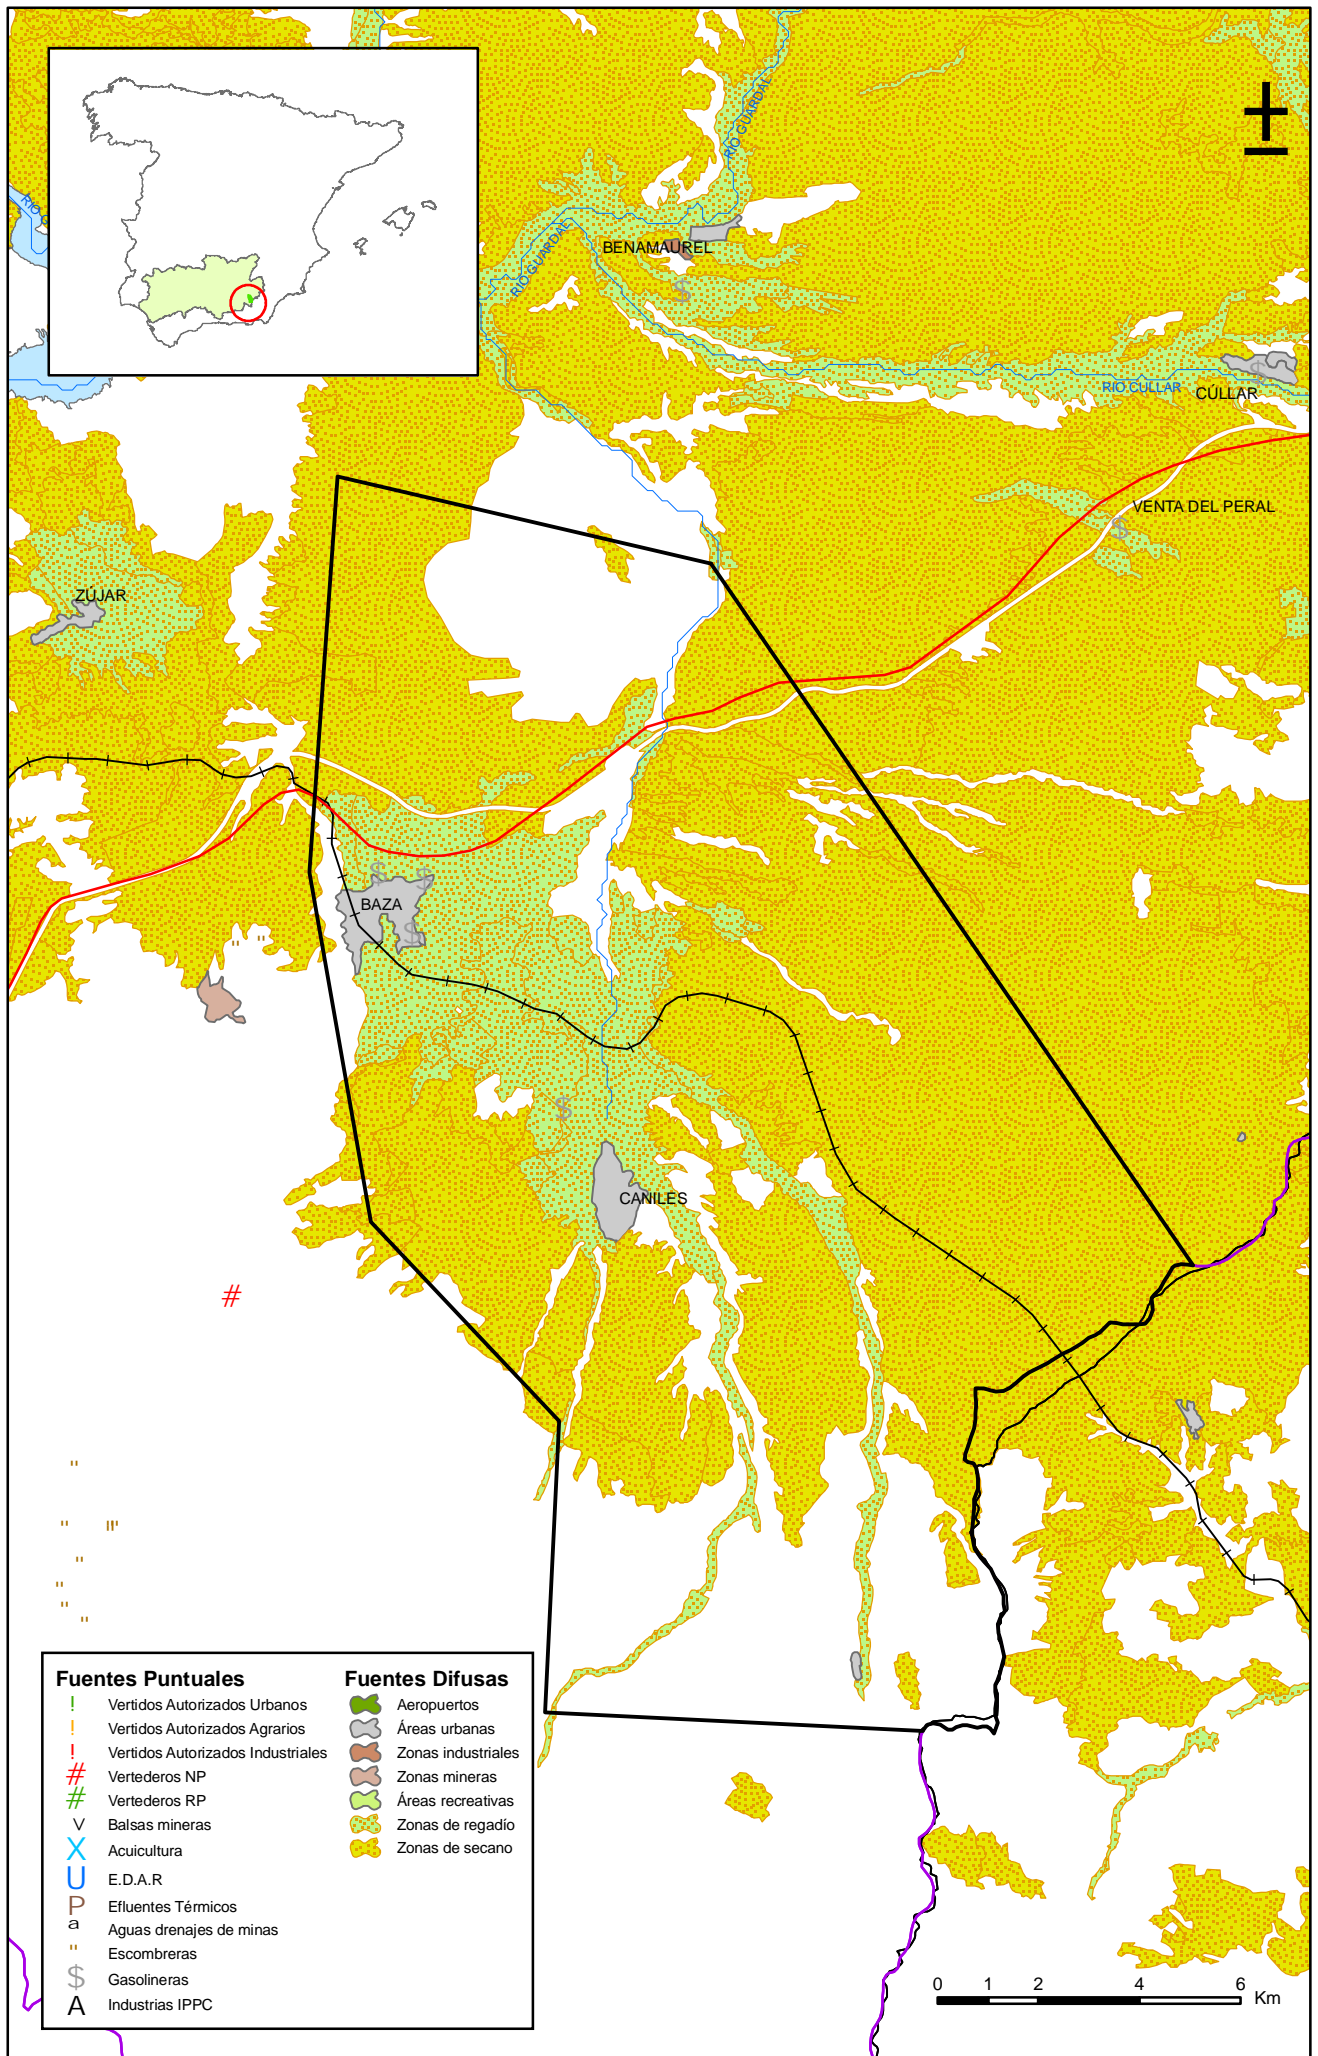 RIO GUARDAL
RIO G
BENAMAUREL
RIO GUARDAL
RIO CULLAR
CÚLLAR
VENTA DEL PERAL
ZÚJAR
BAZA
CANILES
Fuentes Puntuales
! Vertidos Autorizados Urbanos
! Vertidos Autorizados Agrarios
! Vertidos Autorizados Industriales
# Vertederos NP
# Vertederos RP
V Balsas mineras
X Acuicultura
U E.D.A.R
P Efluentes Térmicos
a Aguas drenajes de minas
" Escombreras
$ Gasolineras
A Industrias IPPC
Fuentes Difusas
Aeropuertos
Áreas urbanas
Zonas industriales
Zonas mineras
Áreas recreativas
Zonas de regadío
Zonas de secano
0 1 2 4 6
Km